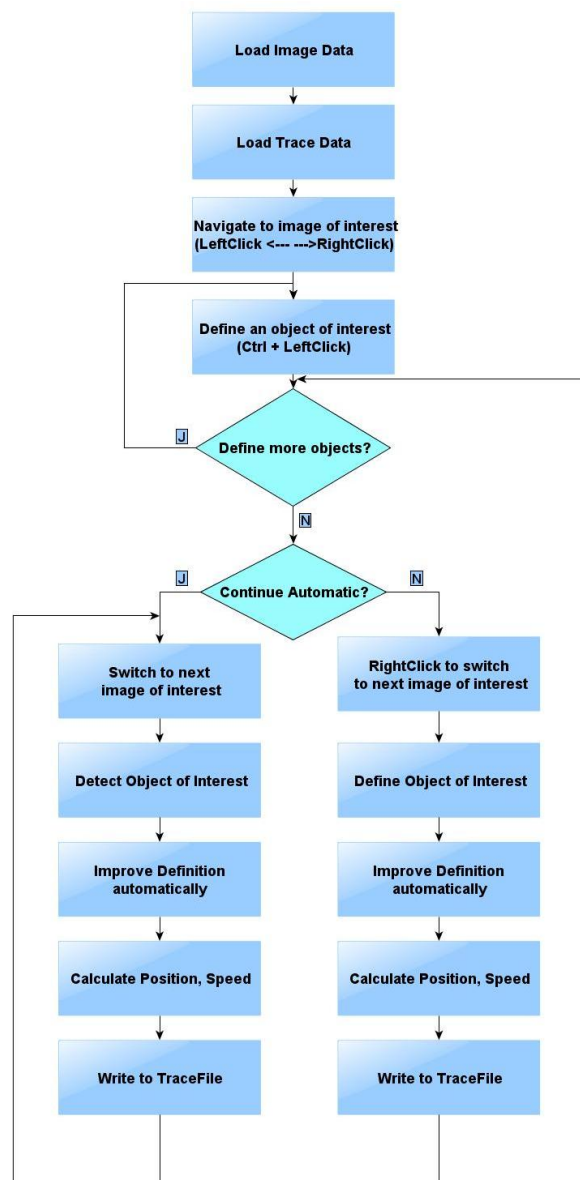 Load Image Data
Load Trace Data
Navigate to image of interest
(LeftClick <--- --->RightClick)
Define an object of interest
(Ctrl + LeftClick)
J
Define more objects?
N
J
Continue Automatic?
N
Switch to next
image of interest
RightClick to switch
to next image of interest
Detect Object of Interest
Define Object of Interest
Improve Definition
automatically
Improve Definition
automatically
Calculate Position, Speed
Calculate Position, Speed
Write to TraceFile
Write to TraceFile